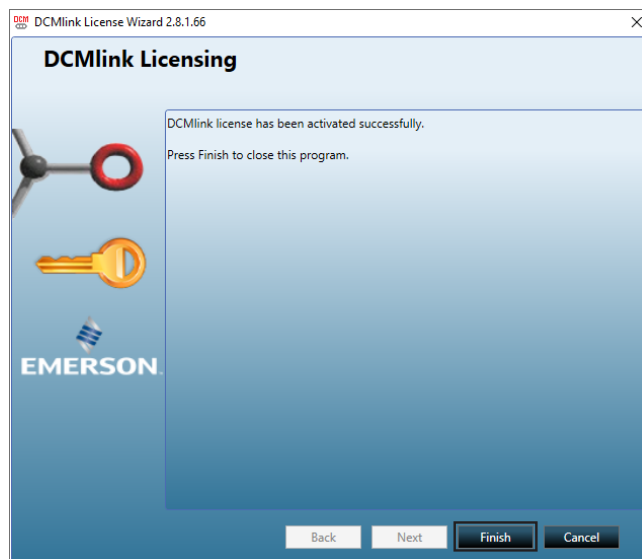 DCM
DCMlink License Wizard 2.8.1.66
DCMlink Licensing
DCMlink license has been activated successfully.
Press Finish to close this program.
EMERSON.
Back Next Finish Cancel